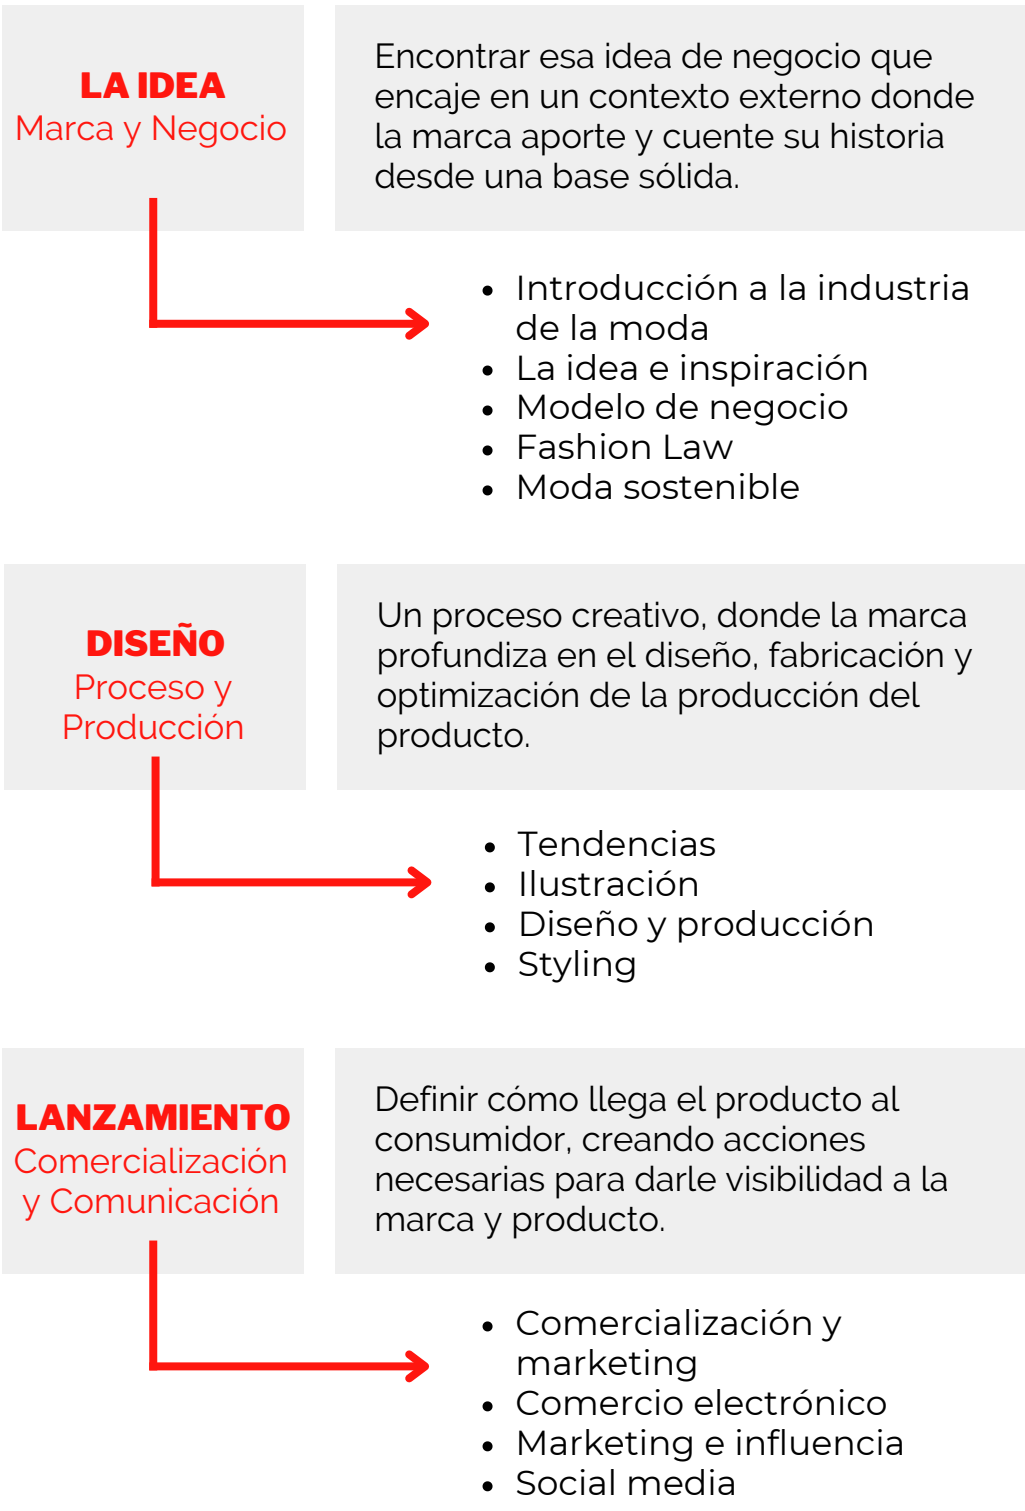 LA IDEA
Marca y Negocio
Encontrar esa idea de negocio que
encaje en un contexto externo donde
la marca aporte y cuente su historia
desde una base sólida.
• Introducción a la industria
de la moda
• La idea e inspiración
• Modelo de negocio
• Fashion Law
• Moda sostenible
DISEÑO
Proceso y
Producción
Un proceso creativo, donde la marca
profundiza en el diseño, fabricación y
optimización de la producción del
producto.
• Tendencias
• Ilustración
• Diseño y producción
• Styling
LANZAMIENTO
Comercialización
y Comunicación
Definir cómo llega el producto al
consumidor, creando acciones
necesarias para darle visibilidad a la
marca y producto.
• Comercialización y
marketing
• Comercio electrónico
• Marketing e influencia
• Social media